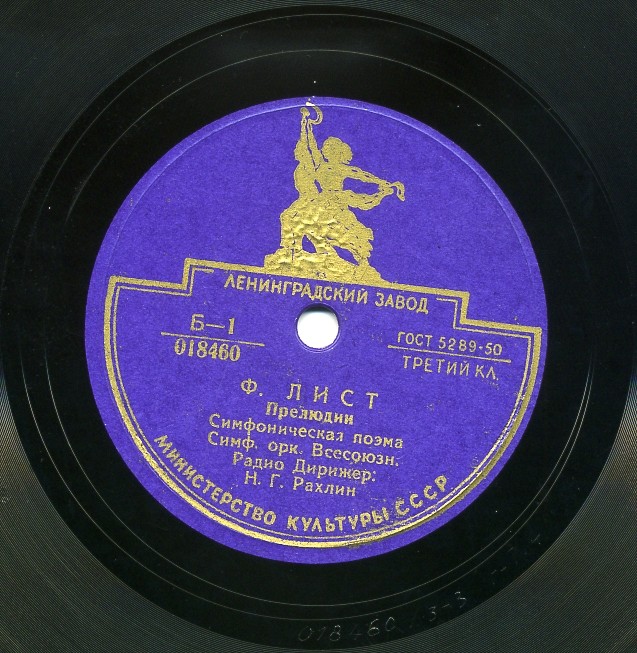 ЛЕНИНГРАДСКИЙ ЗАВОД
Б—1
018460
ГОСТ 5289-50
ТРЕТИЙ КЛ.
Ф. ЛИСТ
Прелюдии
Симфоническая поэма
Симф. орк. Всесоюзн.
Радио Дирижер:
Н. Г. Рахлин
МИНИСТЕРСТВО КУЛЬТУРЫ СССР
018460